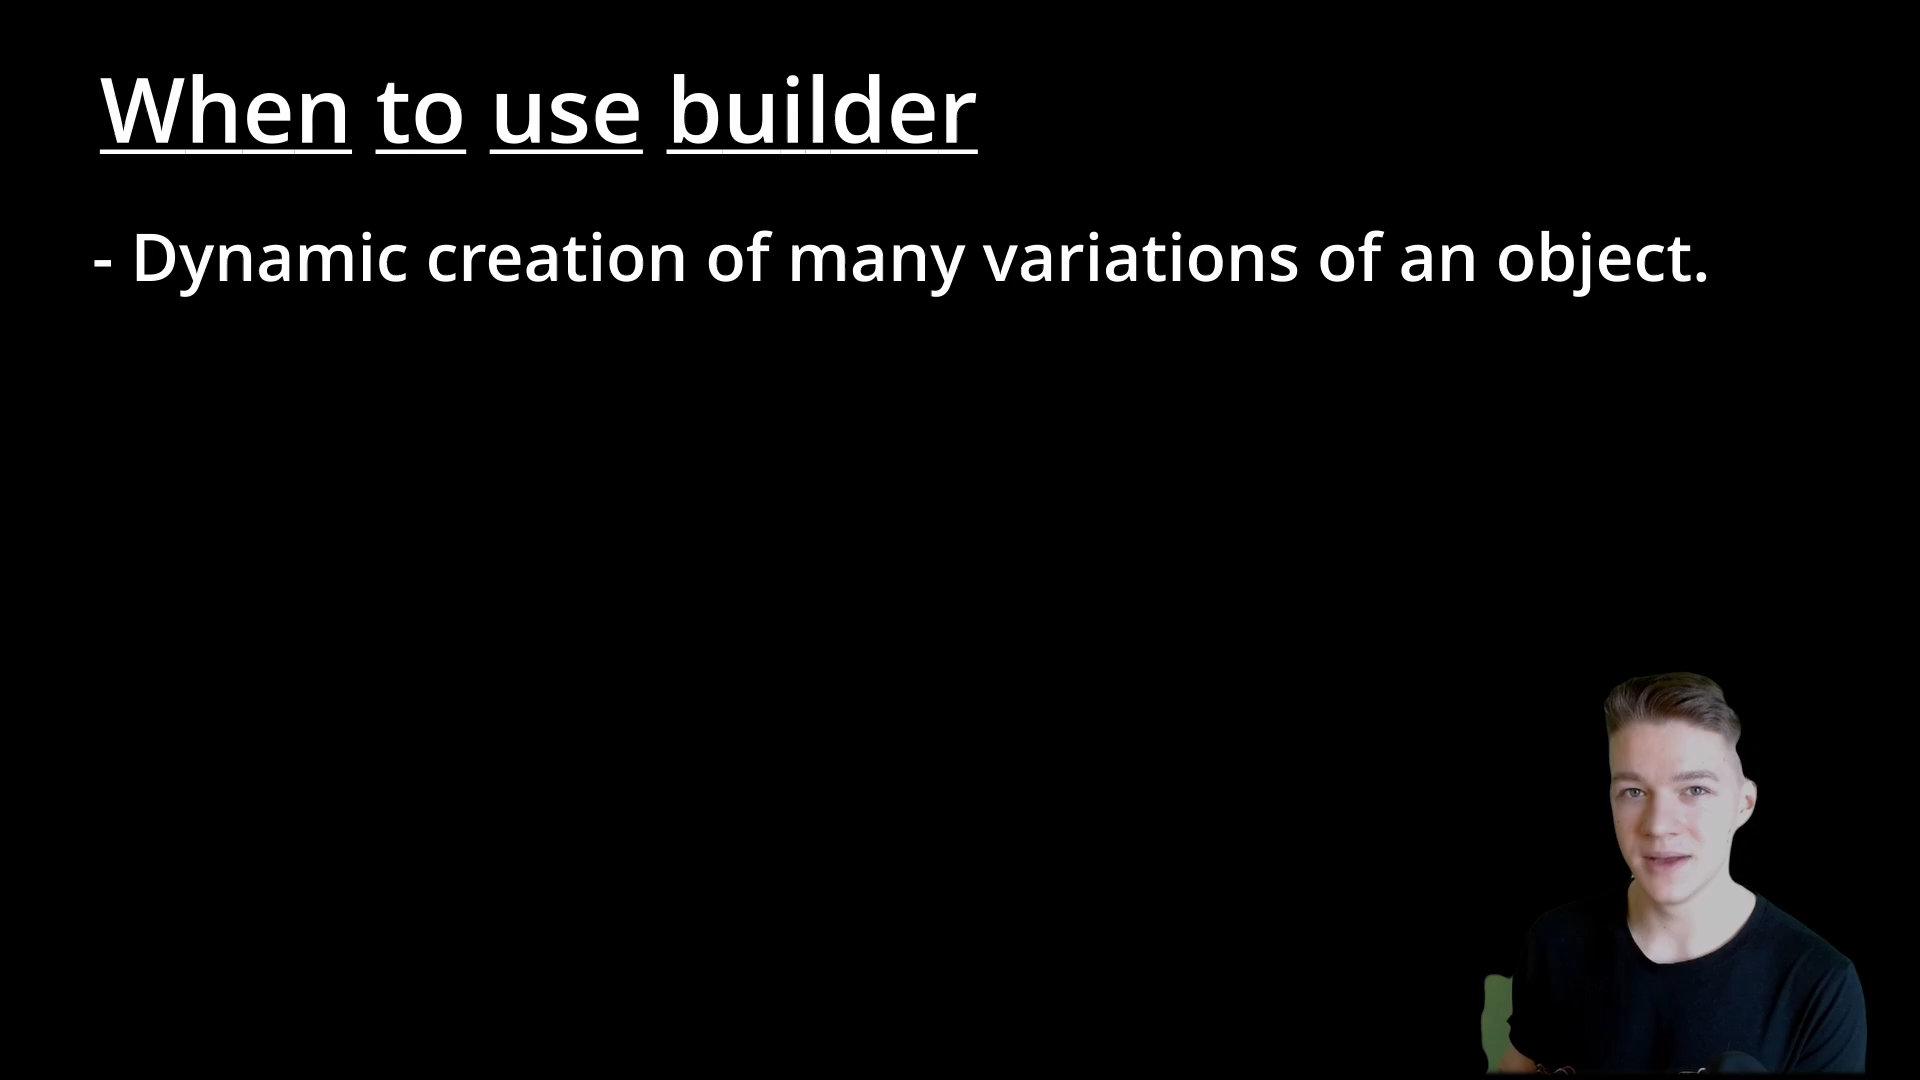 When to use builder
- Dynamic creation of many variations of an object.